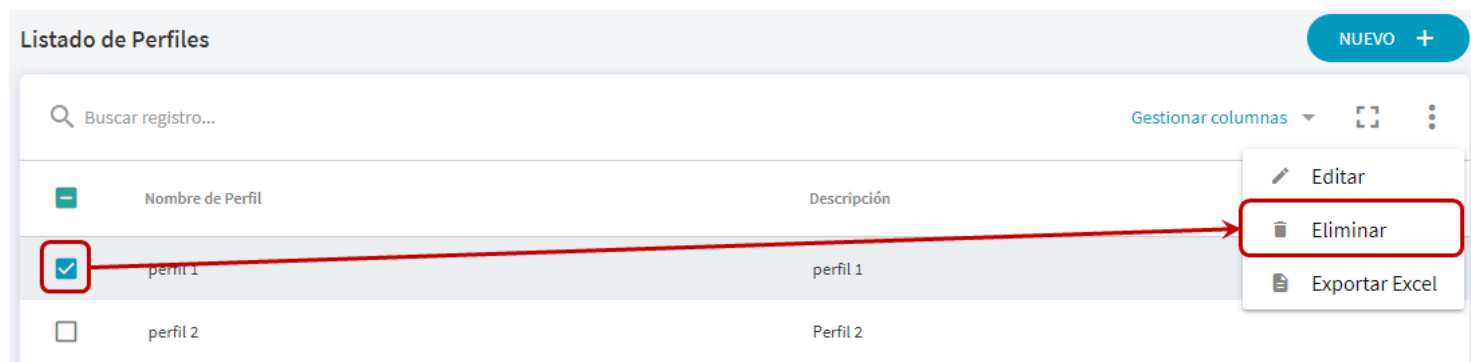 Listado de Perfiles
NUEVO +
Buscar registro...
Gestionar columnas
Editar
Nombre de Perfil
Descripción
Eliminar
perfil 1
perfil 1
Exportar Excel
perfil 2
Perfil 2